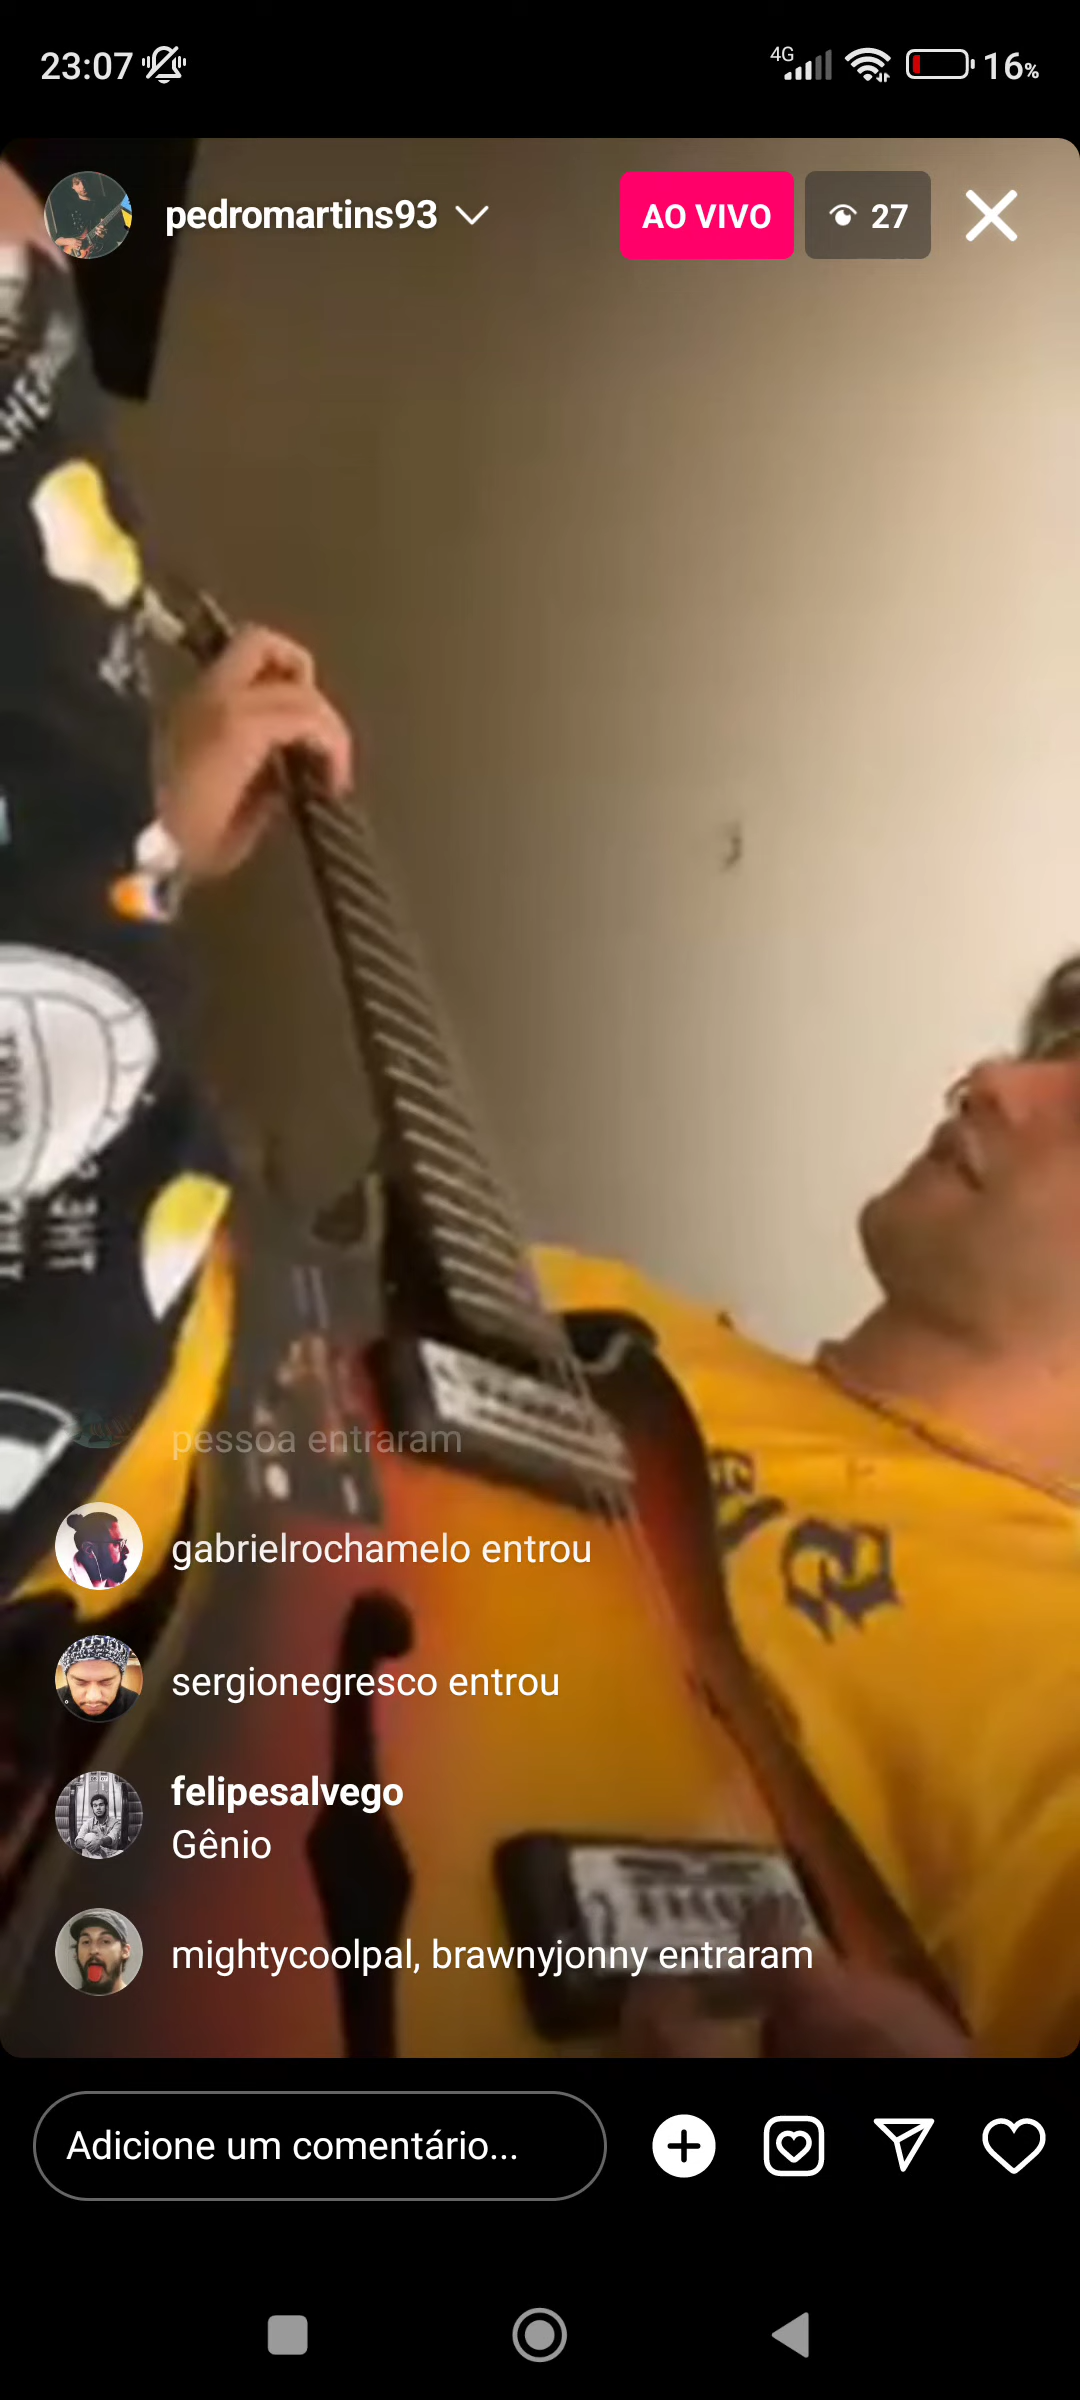 23:07
4G
16%
pedromartins93
AO VIVO
27
THE
pessoa entraram
gabrielrochamelo entrou
sergionegresco entrou
felipesalvego
Gênio
mightycoolpal, brawnyjonny entraram
Adicione um comentário...